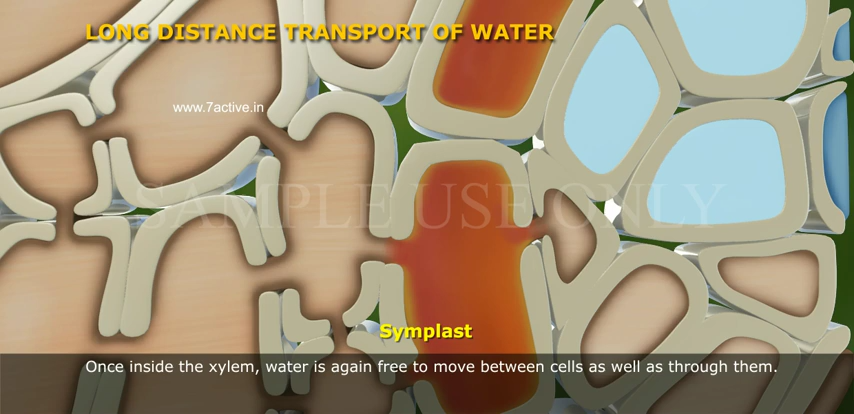 LONG DISTANCE TRANSPORT OF WATER
www.7active.in
SAMPLE USE ONLY
Symplast
Once inside the xylem, water is again free to move between cells as well as through them.